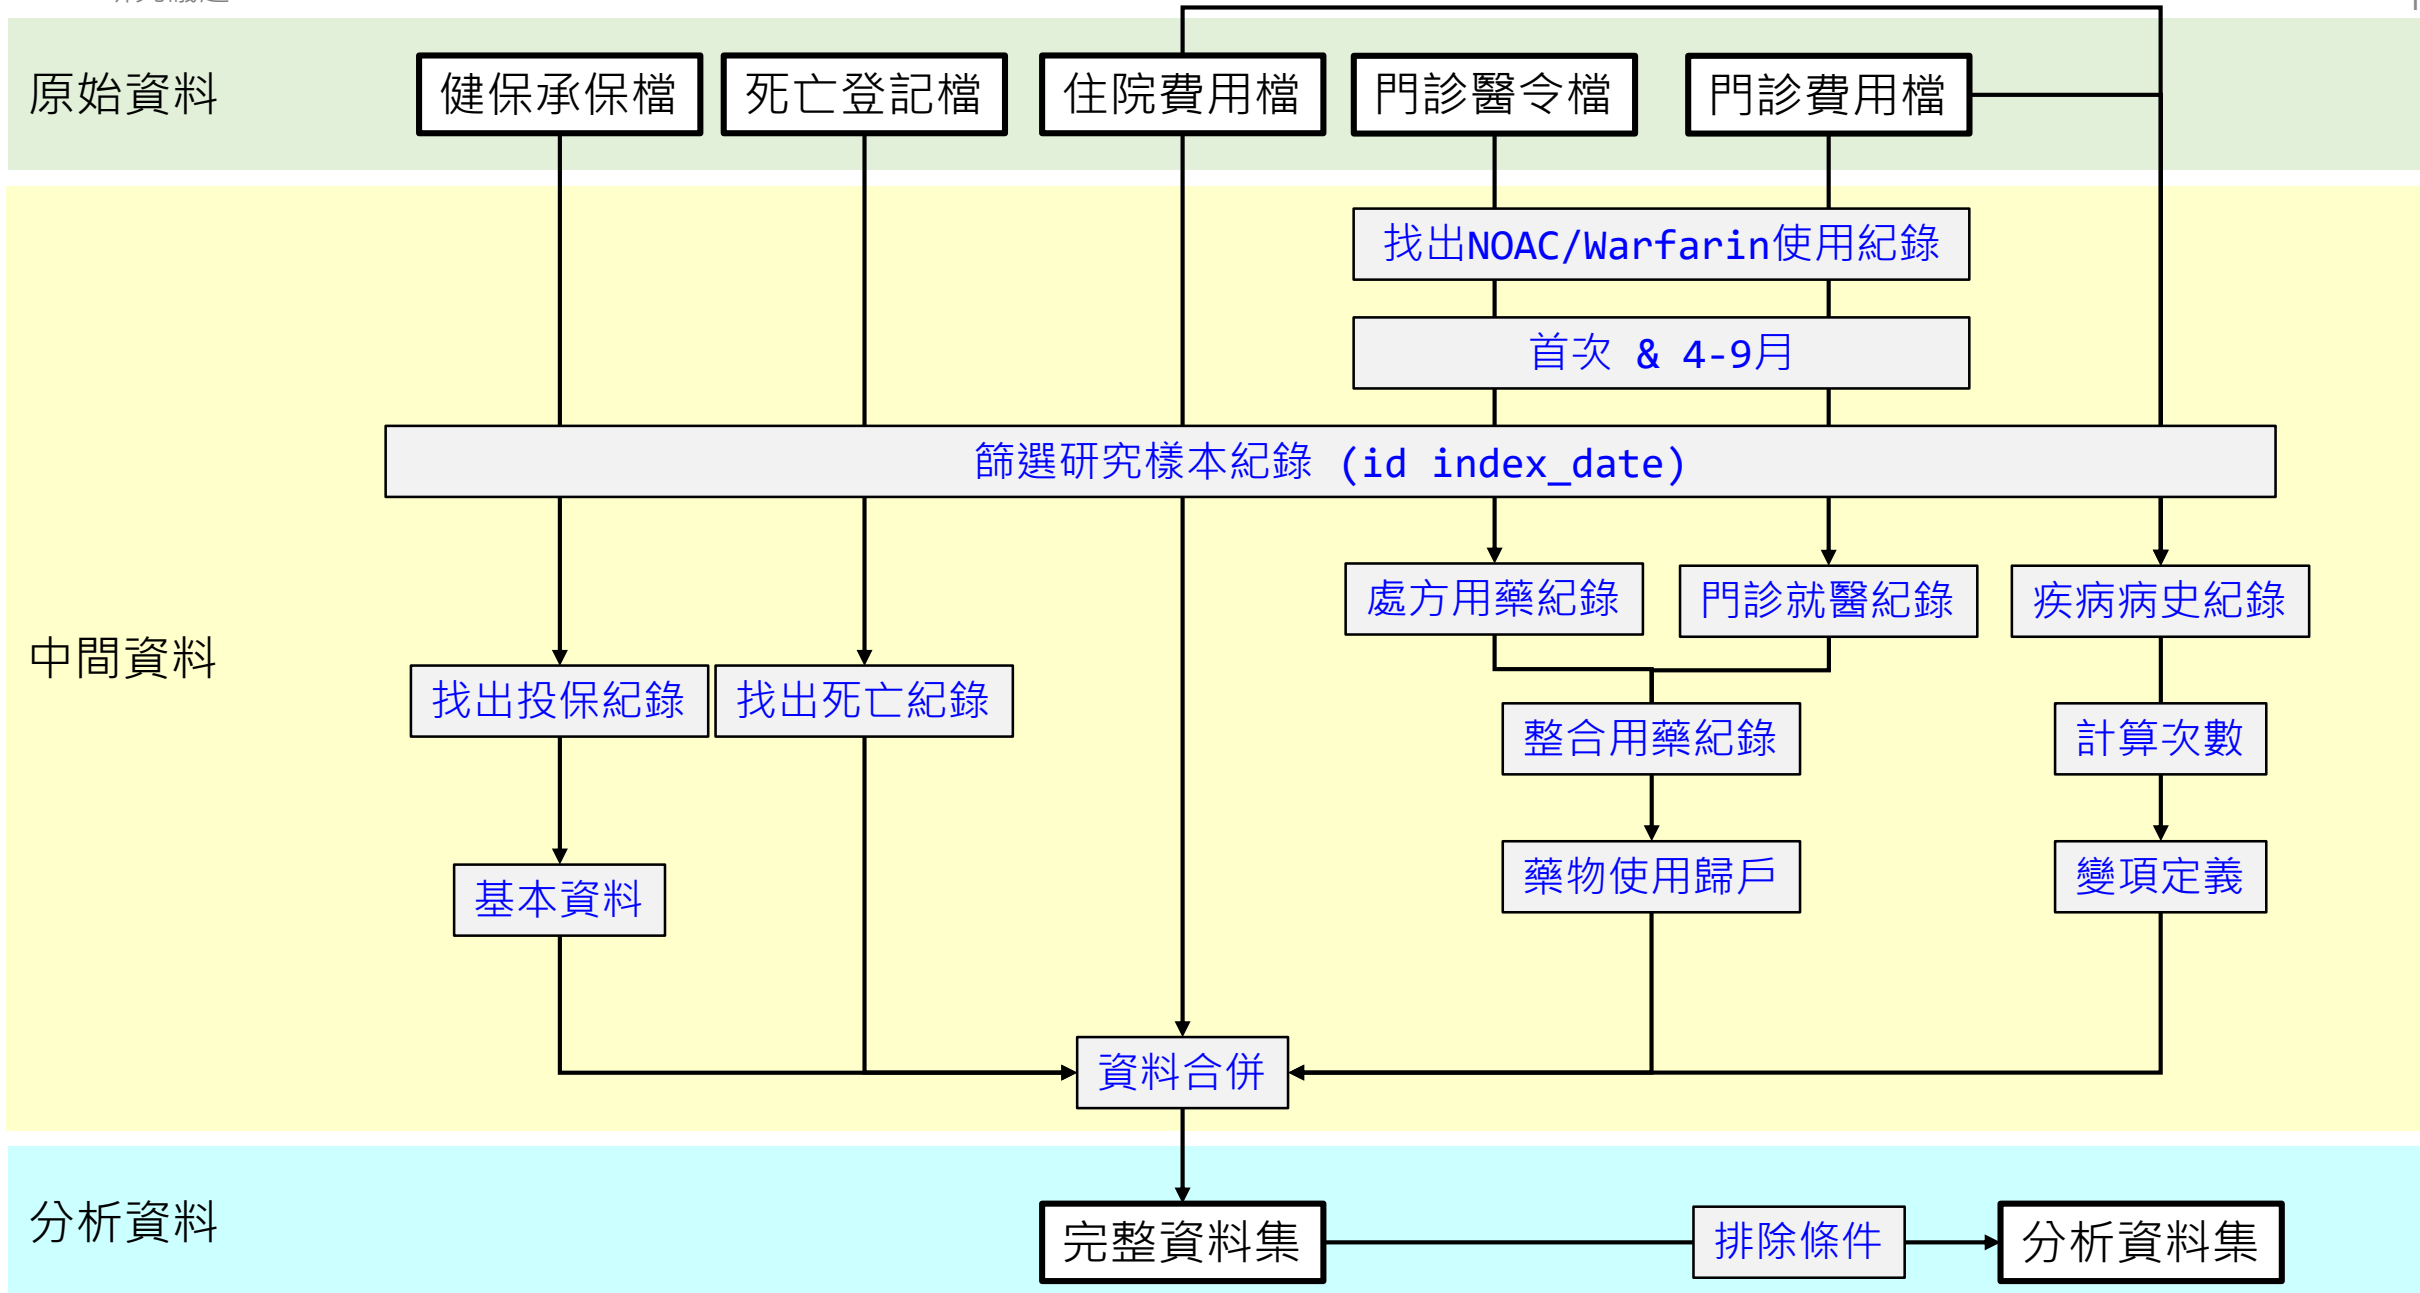 原始資料
健保承保檔
死亡登記檔
住院費用檔
門診醫令檔
門診費用檔
找出NOAC/Warfarin使用紀錄
首次 & 4-9月
篩選研究樣本紀錄 (id index_date)
中間資料
處方用藥紀錄
門診就醫紀錄
疾病病史紀錄
找出投保紀錄
找出死亡紀錄
整合用藥紀錄
計算次數
基本資料
藥物使用歸戶
變項定義
資料合併
分析資料
完整資料集
排除條件
分析資料集